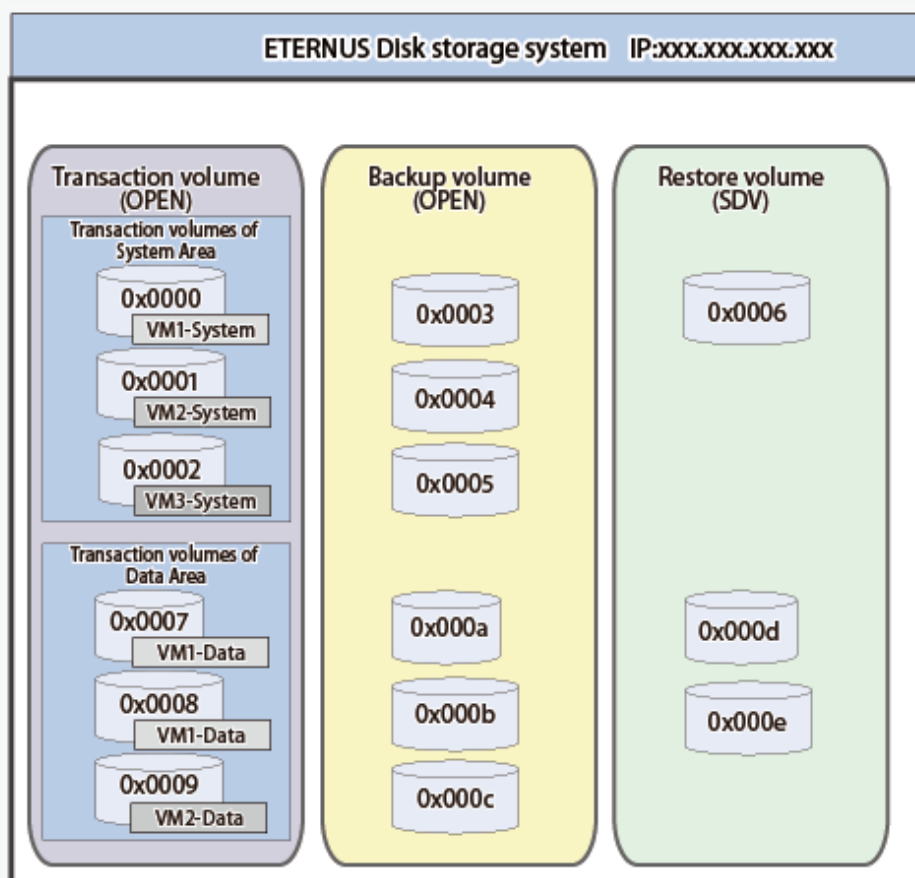 ETERNUS Disk storage system IP:xxx.xxx.xxx.xxx
Transaction volume
(OPEN)
Transaction volumes of
System Area
0x0000
VM1-System
0x0001
VM2-System
0x0002
VM3-System
Transaction volumes of
Data Area
0x0007
VM1-Data
0x0008
VM1-Data
0x0009
VM2-Data
Backup volume
(OPEN)
0x0003
0x0004
0x0005
0x000a
0x000b
0x000c
Restore volume
(SDV)
0x0006
0x000d
0x000e